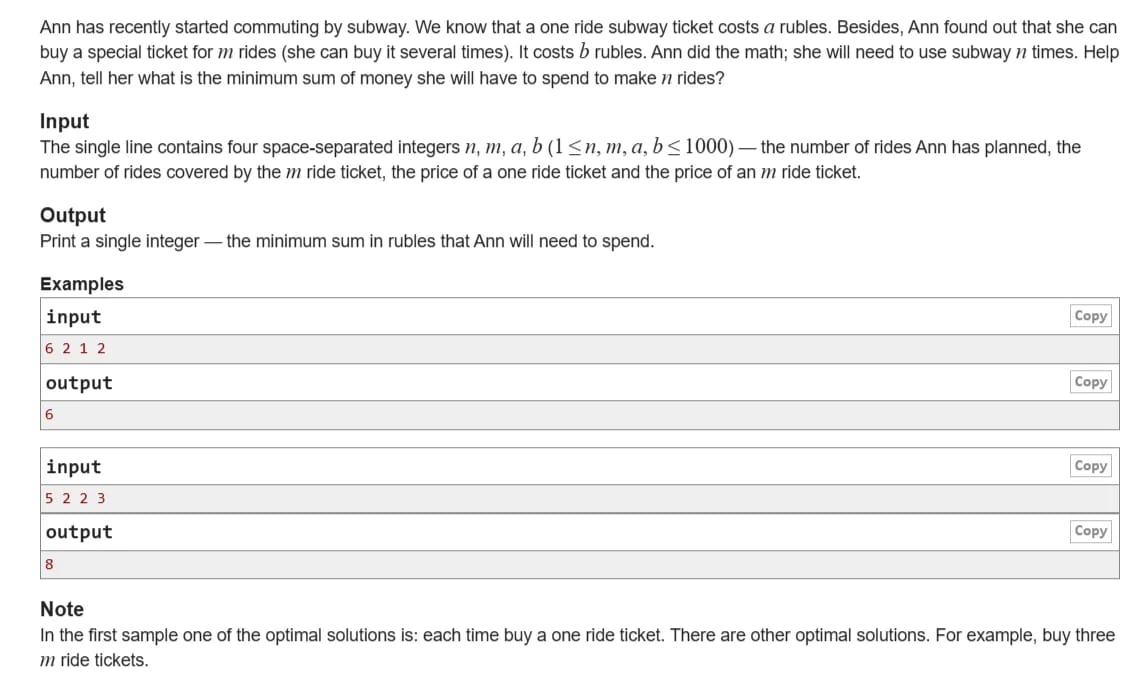 Ann has recently started commuting by subway. We know that a one ride subway ticket costs a rubles. Besides, Ann found out that she can
buy a special ticket for m rides (she can buy it several times). It costs b rubles. Ann did the math; she will need to use subway n times. Help
Ann, tell her what is the minimum sum of money she will have to spend to make n rides?
Input
The single line contains four space-separated integers n, m, a, b (1 ≤ n, m, a, b ≤ 1000) — the number of rides Ann has planned, the
number of rides covered by the m ride ticket, the price of a one ride ticket and the price of an m ride ticket.
Output
Print a single integer — the minimum sum in rubles that Ann will need to spend.
Examples
input Copy
6 2 1 2
output Copy
6
input Copy
5 2 2 3
output Copy
8
Note
In the first sample one of the optimal solutions is: each time buy a one ride ticket. There are other optimal solutions. For example, buy three
m ride tickets.